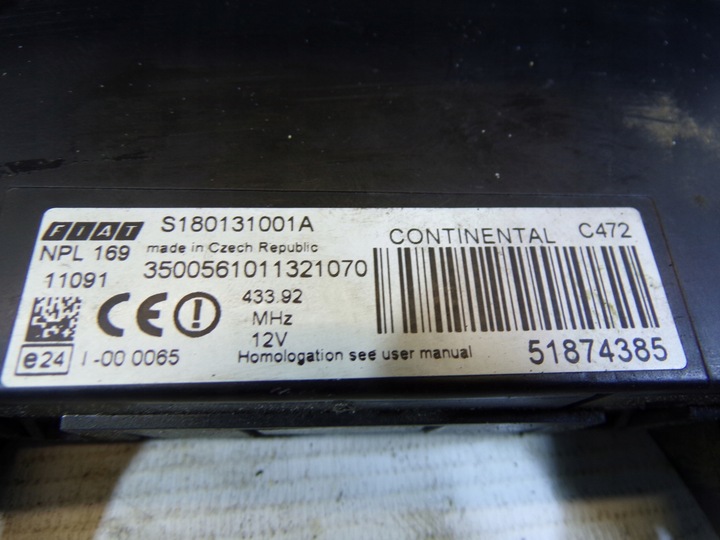 FIAT S180131001A
NPL 169 made in Czech Republic
11091 3500561011321070
CE 433.92
MHz
12V
e24 I-00 0065 Homologation see user manual
CONTINENTAL C472
51874385